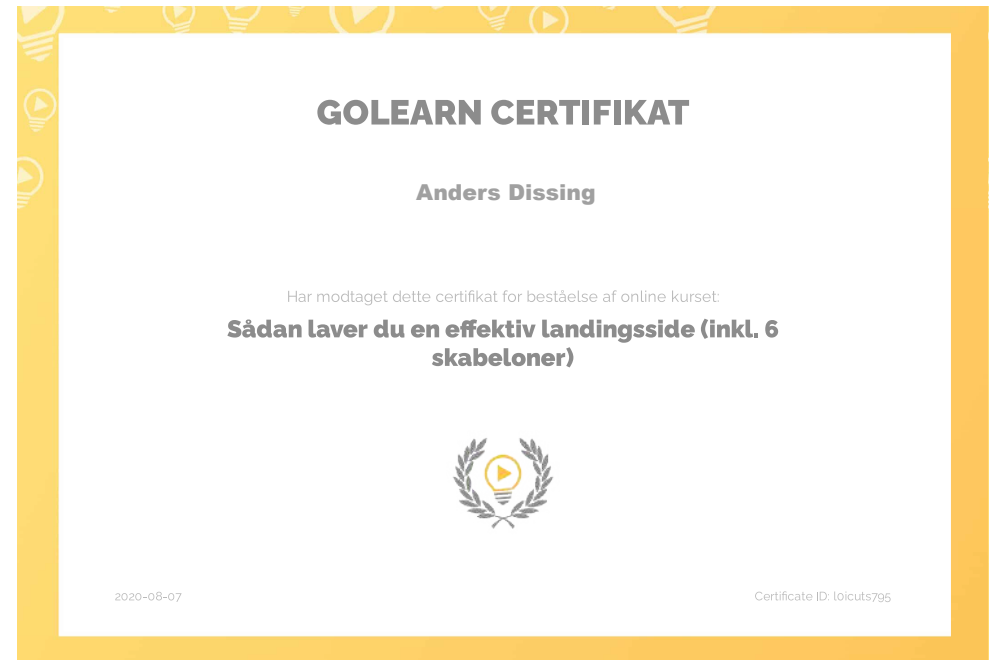 GOLEARN CERTIFIKAT
Anders Dissing
Har modtaget dette certifikat for beståelse af online kurset:
Sådan laver du en effektiv landingsside (inkl. 6
skabeloner)
2020-08-07
Certificate ID: l0icuts795